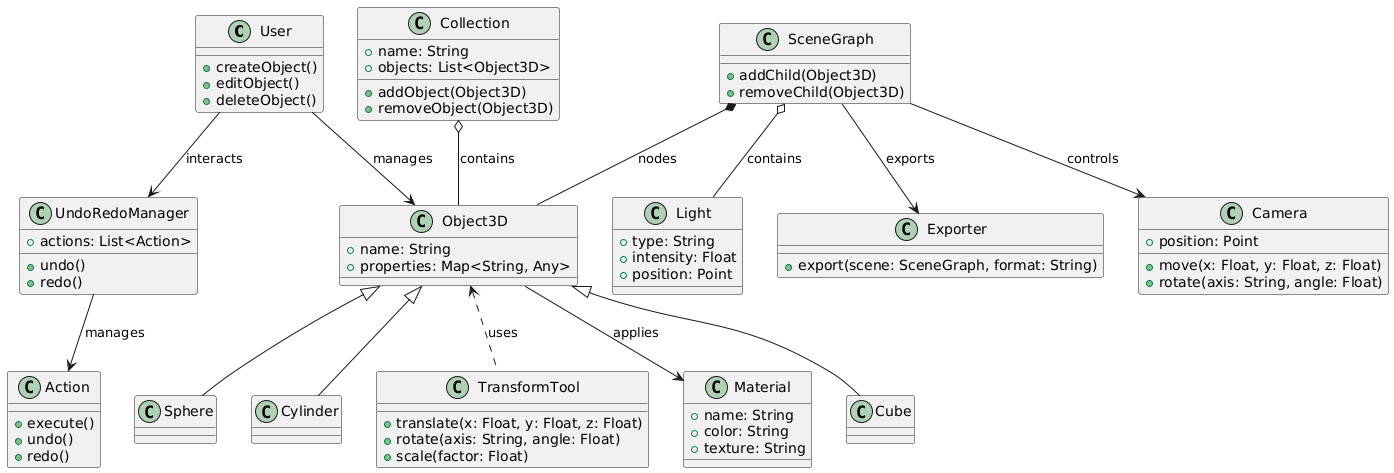 C User
createObject()
editObject()
deleteObject()
C Collection
name: String
objects: List<Object3D>
addObject(Object3D)
removeObject(Object3D)
C SceneGraph
addChild(Object3D)
removeChild(Object3D)
interacts
manages
contains
nodes
contains
exports
controls
C UndoRedoManager
actions: List<Action>
undo()
redo()
C Object3D
name: String
properties: Map<String, Any>
C Light
type: String
intensity: Float
position: Point
C Exporter
export(scene: SceneGraph, format: String)
C Camera
position: Point
move(x: Float, y: Float, z: Float)
rotate(axis: String, angle: Float)
manages
uses
applies
C Action
execute()
undo()
redo()
C Sphere
C Cylinder
C TransformTool
translate(x: Float, y: Float, z: Float)
rotate(axis: String, angle: Float)
scale(factor: Float)
C Material
name: String
color: String
texture: String
C Cube